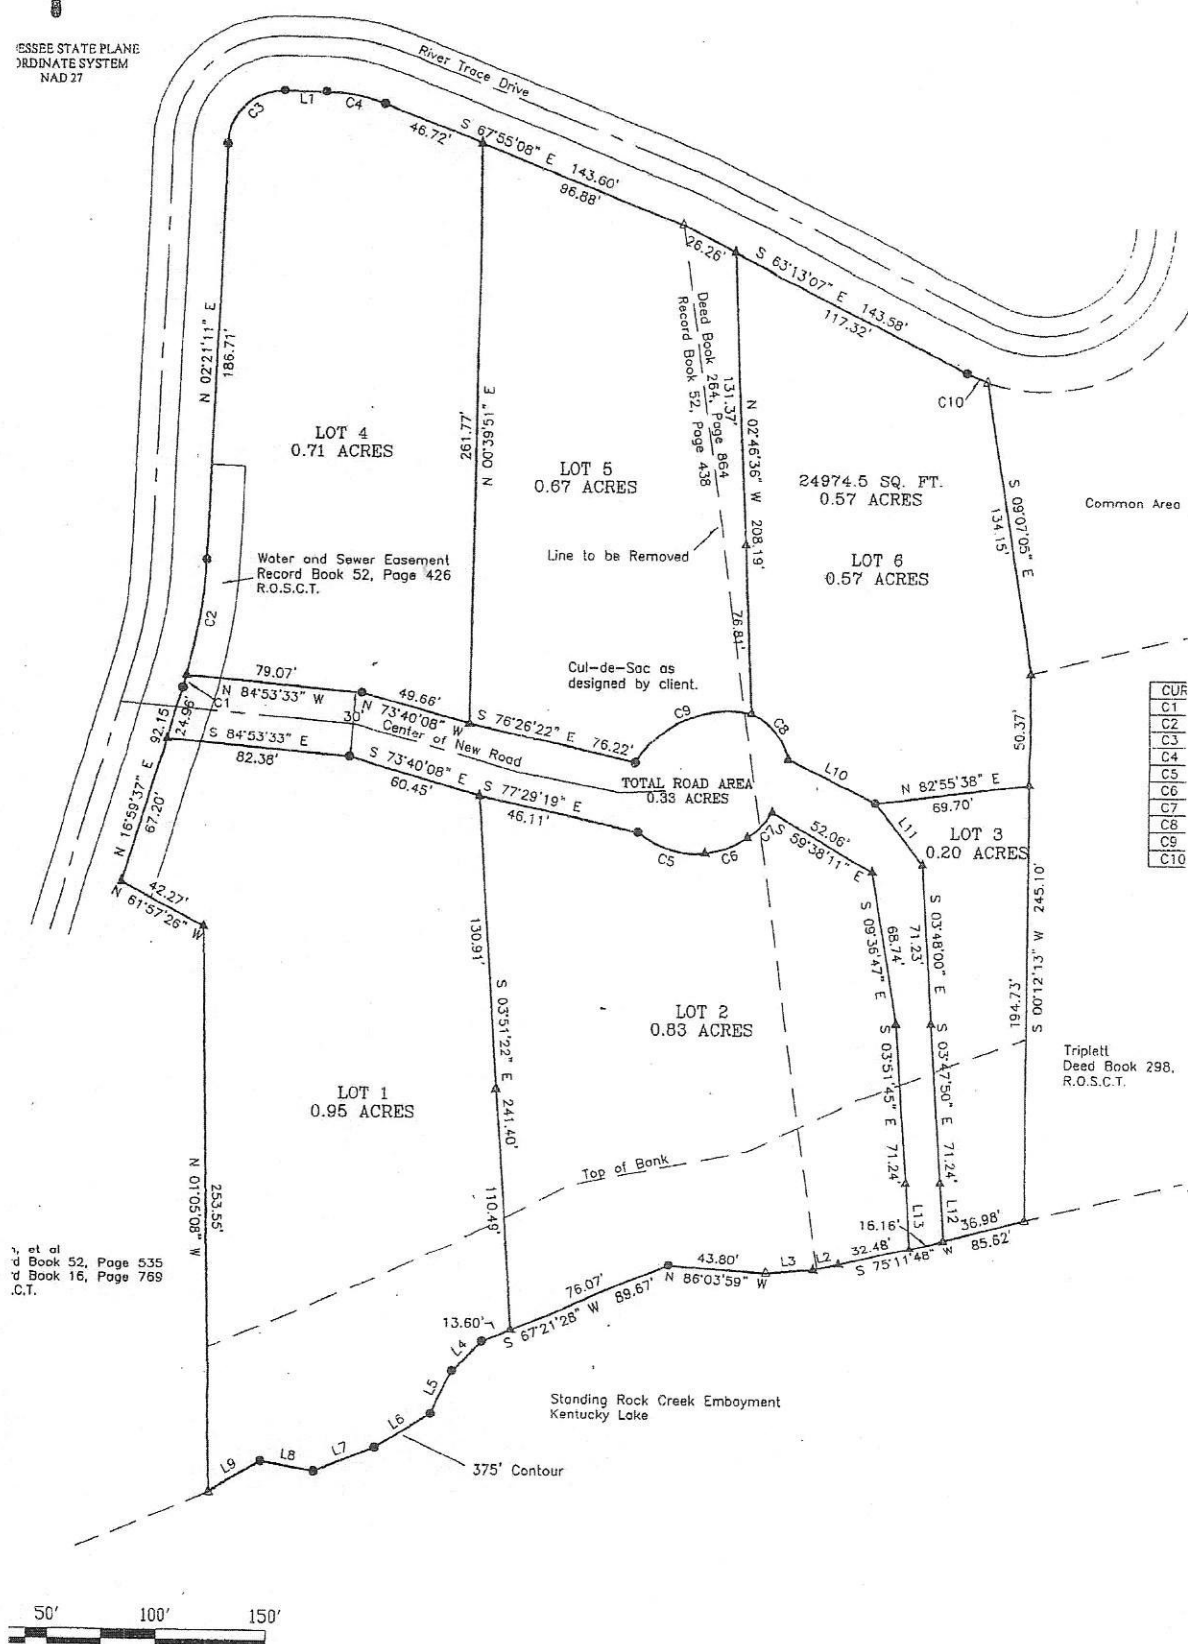 ESSEE STATE PLANE
ORDINATE SYSTEM
NAD 27
River Trace Drive
C3
L1
C4
46.72'
S 67°55'08" E 143.60'
96.88'
26.26'
S 63°13'07" E 143.58'
117.32'
C10
N 02°21'11" E
186.71'
LOT 4
0.71 ACRES
261.77'
N 00°39'51" E
LOT 5
0.67 ACRES
Deed Book 264, Page 864
Record Book 52, Page 438
131.37'
N 02°46'36" W 208.19'
76.81'
24974.5 SQ. FT.
0.57 ACRES
LOT 6
0.57 ACRES
S 09°07'05" E
134.15'
Common Area
Line to be Removed
Water and Sewer Easement
Record Book 52, Page 426
R.O.S.C.T.
C2
79.07'
N 84°53'33" W
C1
49.66'
N 73°40'08" W
30'
Center of New Road
Cul-de-Sac as
designed by client.
C9
C8
S 76°26'22" E 76.22'
L10
24.96'
92.15'
S 84°53'33" E
82.38'
S 73°40'08" E
60.45'
S 77°29'19" E
46.11'
TOTAL ROAD AREA
0.33 ACRES
C5
C6
C7
52.06'
S 59°38'11" E
N 82°55'38" E
69.70'
50.37'
L11
LOT 3
0.20 ACRES
CUR
C1
C2
C3
C4
C5
C6
C7
C8
C9
C10
N 16°59'37" E
67.20'
42.27'
N 61°57'26" W
130.91'
S 03°51'22" E 241.40'
110.49'
LOT 2
0.83 ACRES
S 09°36'47" E
68.74'
S 03°48'00" E
71.23'
S 03°51'45" E 71.24'
S 03°47'50" E 71.24'
194.73'
S 00°12'13" W 245.10'
Triplett
Deed Book 298,
R.O.S.C.T.
LOT 1
0.95 ACRES
Top of Bank
N 01°05'08" W
253.55'
L13
L12
16.16'
36.98'
32.48'
S 75°11'48" W 85.62'
L2
L3
43.80'
N 86°03'59" W
76.07'
S 67°21'28" W 89.67'
13.60'
, et al
d Book 52, Page 535
d Book 16, Page 769
.C.T.
L4
L5
L6
L7
L8
L9
Standing Rock Creek Embayment
Kentucky Lake
375' Contour
50' 100' 150'